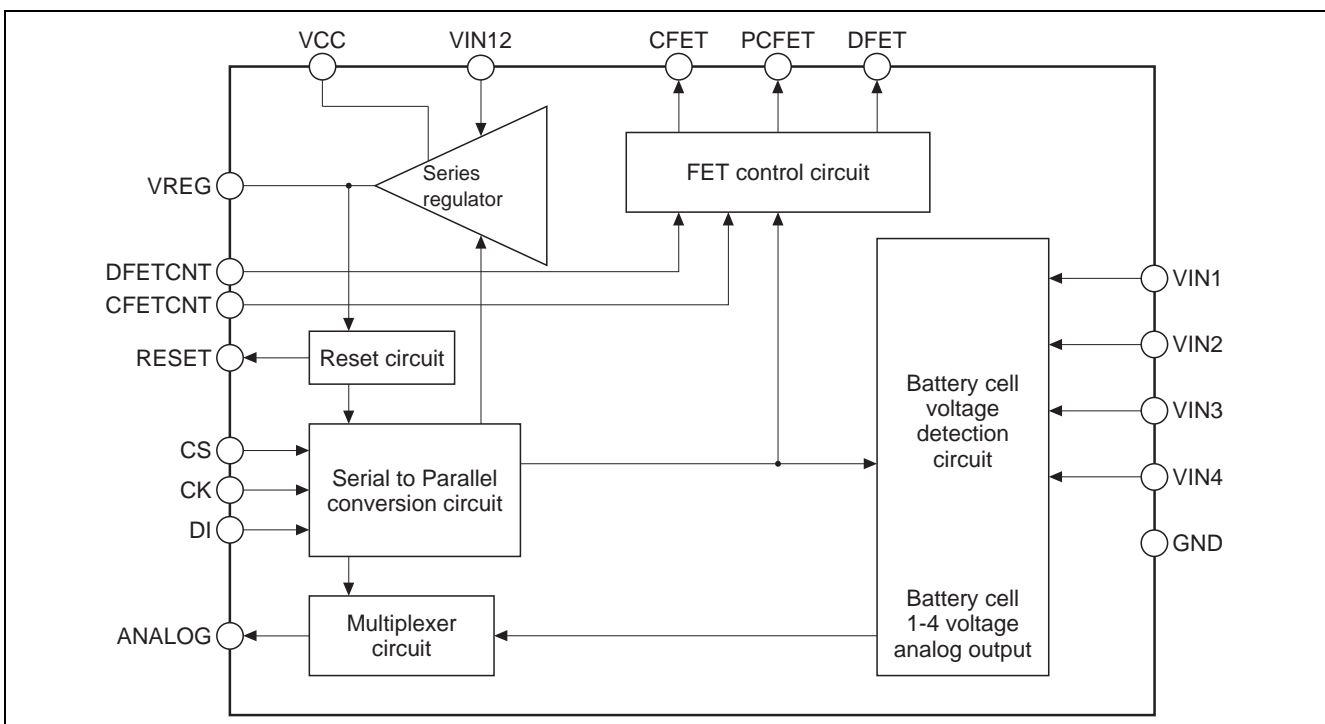 VCC
VIN12
CFET
PCFET
DFET
VREG
Series
regulator
FET control circuit
DFETCNT
CFETCNT
VIN1
RESET
Reset circuit
VIN2
VIN3
Battery cell
voltage
detection
circuit
CS
CK
DI
Serial to Parallel
conversion circuit
VIN4
GND
ANALOG
Multiplexer
circuit
Battery cell
1-4 voltage
analog output